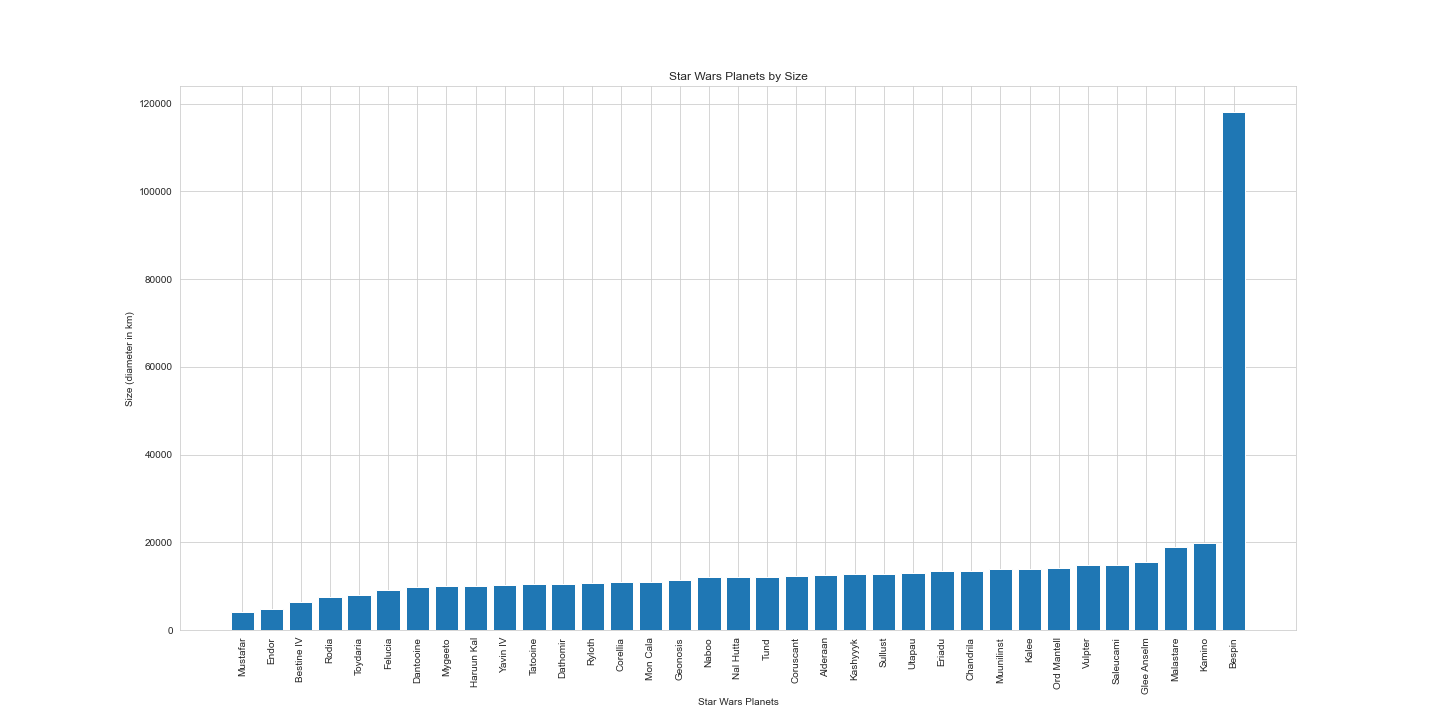 Star Wars Planets by Size
120000
100000
80000
60000
40000
20000
0
Size (diameter in km)
Mustafar
Endor
Bestine IV
Rodia
Toydaria
Felucia
Dantooine
Mygeeto
Haruun Kal
Yavin IV
Tatooine
Dathomir
Ryloth
Corellia
Mon Cala
Geonosis
Naboo
Nal Hutta
Tund
Coruscant
Alderaan
Kashyyyk
Sullust
Utapau
Eriadu
Chandrila
Muunilinst
Kalee
Ord Mantell
Vulpter
Saleucami
Glee Anselm
Malastare
Kamino
Bespin
Star Wars Planets